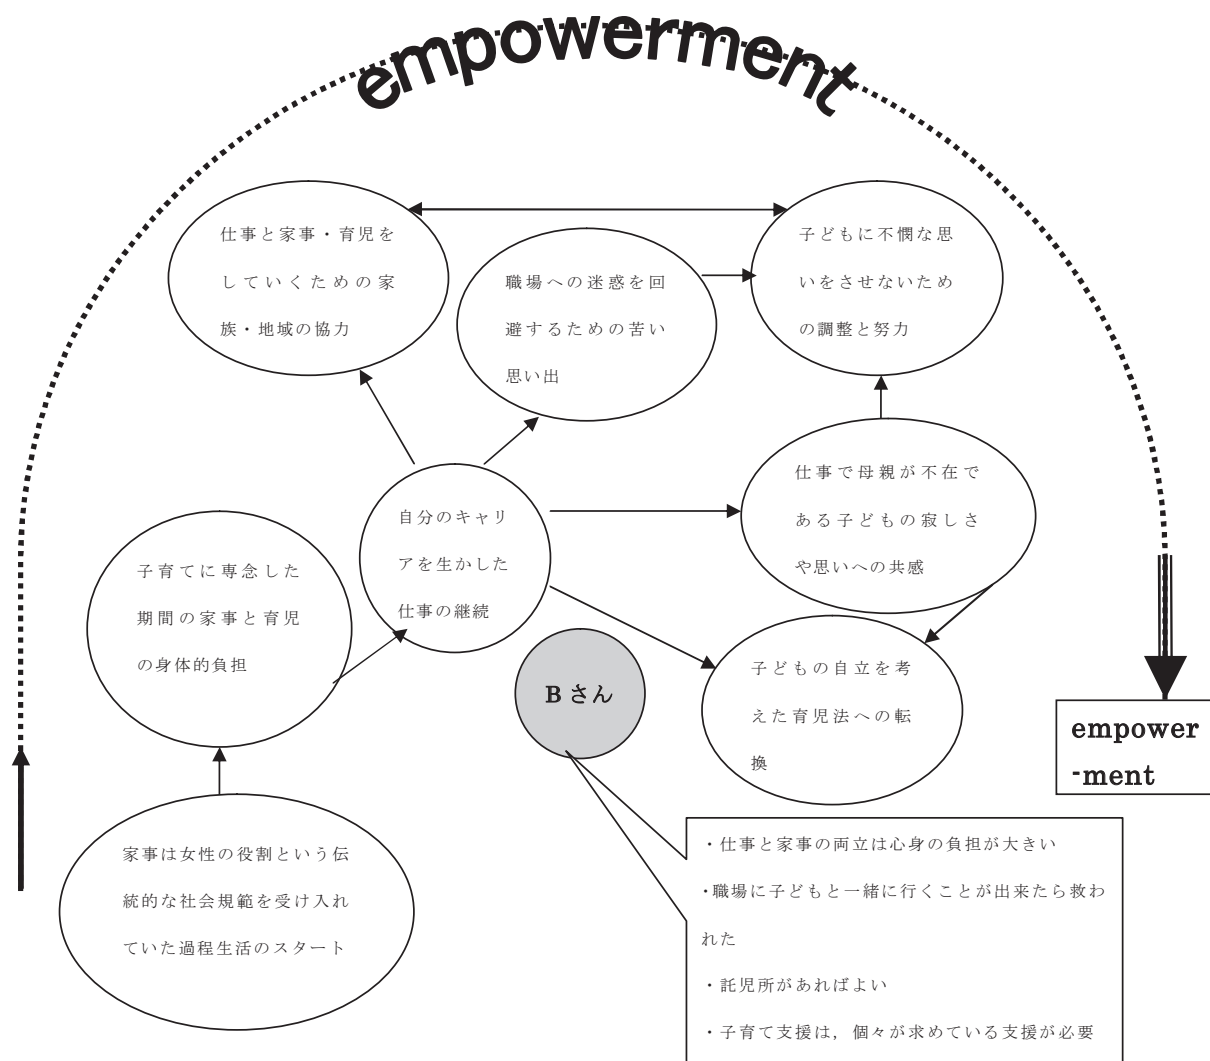 empowerment
仕事と家事・育児を
していくための家
族・地域の協力
職場への迷惑を回
避するための苦い
思い出
子どもに不憫な思
いをさせないため
の調整と努力
仕事で母親が不在で
ある子どもの寂しさ
や思いへの共感
自分のキャリ
アを生かした
仕事の継続
子育てに専念した
期間の家事と育児
の身体的負担
Bさん
子どもの自立を考
えた育児法への転
換
empower
-ment
家事は女性の役割という伝
統的な社会規範を受け入れ
ていた過程生活のスタート
・仕事と家事の両立は心身の負担が大きい
・職場に子どもと一緒に行くことが出来たら救わ
れた
・託児所があればよい
・子育て支援は，個々が求めている支援が必要